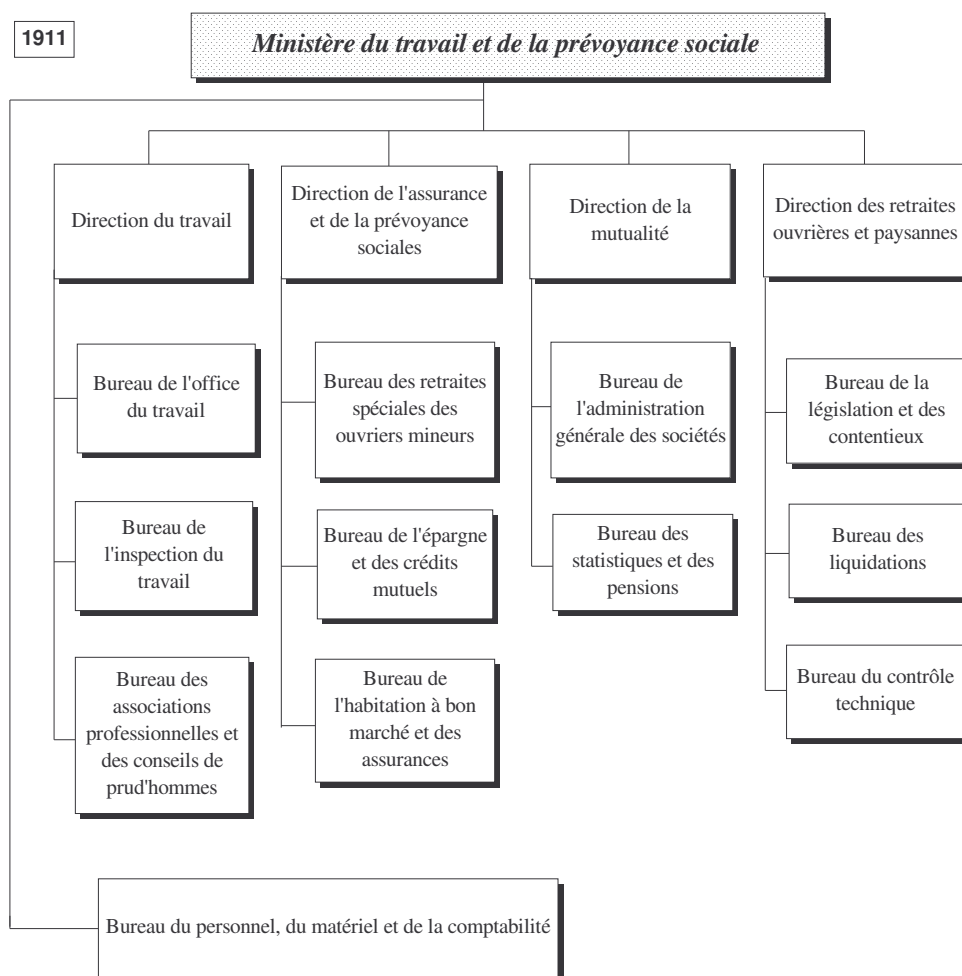 1911
Ministère du travail et de la prévoyance sociale
Direction du travail
Direction de l'assurance
et de la prévoyance
sociales
Direction de la
mutualité
Direction des retraites
ouvrières et paysannes
Bureau de l'office
du travail
Bureau de
l'inspection du
travail
Bureau des
associations
professionnelles et
des conseils de
prud'hommes
Bureau des retraites
spéciales des
ouvriers mineurs
Bureau de l'épargne
et des crédits
mutuels
Bureau de
l'habitation à bon
marché et des
assurances
Bureau de
l'administration
générale des sociétés
Bureau des
statistiques et des
pensions
Bureau de la
législation et des
contentieux
Bureau des
liquidations
Bureau du contrôle
technique
Bureau du personnel, du matériel et de la comptabilité